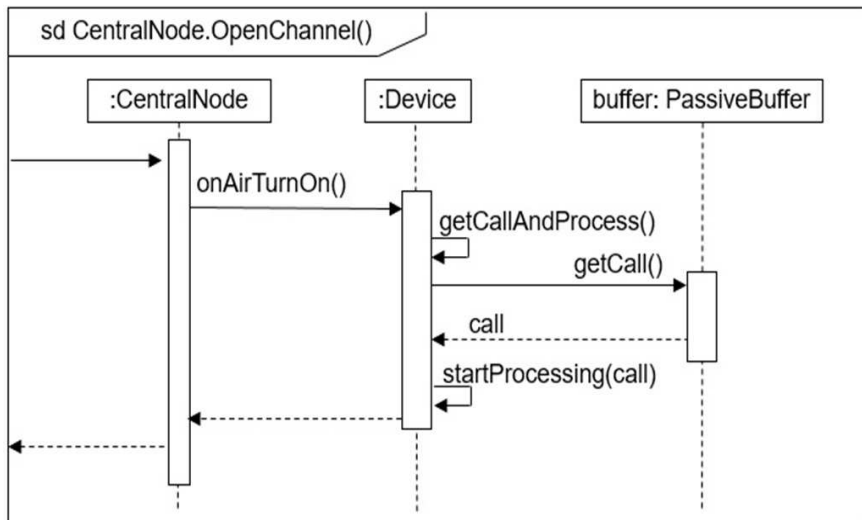 sd CentralNode.OpenChannel()
:CentralNode
:Device
buffer: PassiveBuffer
onAirTurnOn()
getCallAndProcess()
getCall()
call
startProcessing(call)